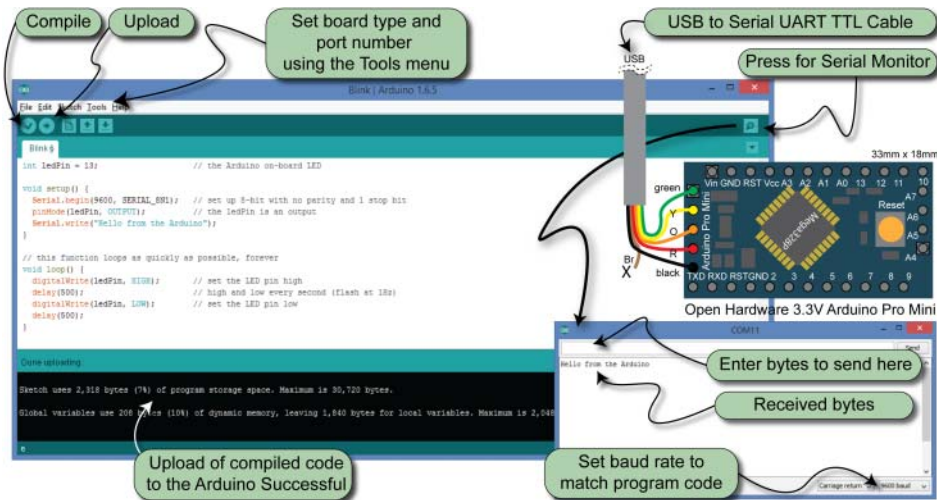 Compile
Upload
Set board type and
port number
using the Tools menu
USB to Serial UART TTL Cable
USB
Press for Serial Monitor
Blink | Arduino 1.6.5
File Edit Sketch Tools Help
Blink §
int ledPin = 13; // the Arduino on-board LED
void setup() {
Serial.begin(9600, SERIAL_8N1); // set up 8-bit with no parity and 1 stop bit
pinMode(ledPin, OUTPUT); // the ledPin is an output
Serial.write("Hello from the Arduino");
}
// this function loops as quickly as possible, forever
void loop() {
digitalWrite(ledPin, HIGH); // set the LED pin high
delay(500); // high and low every second (flash at 1Hz)
digitalWrite(ledPin, LOW); // set the LED pin low
delay(500);
}
Done uploading
Sketch uses 2,318 bytes (7%) of program storage space. Maximum is 30,720 bytes.
Global variables use 208 bytes (10%) of dynamic memory, leaving 1,840 bytes for local variables. Maximum is 2,048
6
Upload of compiled code
to the Arduino Successful
33mm x 18mm
Vin GND RST Vcc A3 A2 A1 A0 13 12 11 10
green
Y
O
R
Br
X
black
Arduino Pro Mini
Mega328P
Reset
A7
A6
A5
A4
TXD RXD RST GND 2 3 4 5 6 7 8 9
Open Hardware 3.3V Arduino Pro Mini
COM11
Send
Hello from the Arduino
Enter bytes to send here
Received bytes
Set baud rate to
match program code
Carriage return 9600 baud